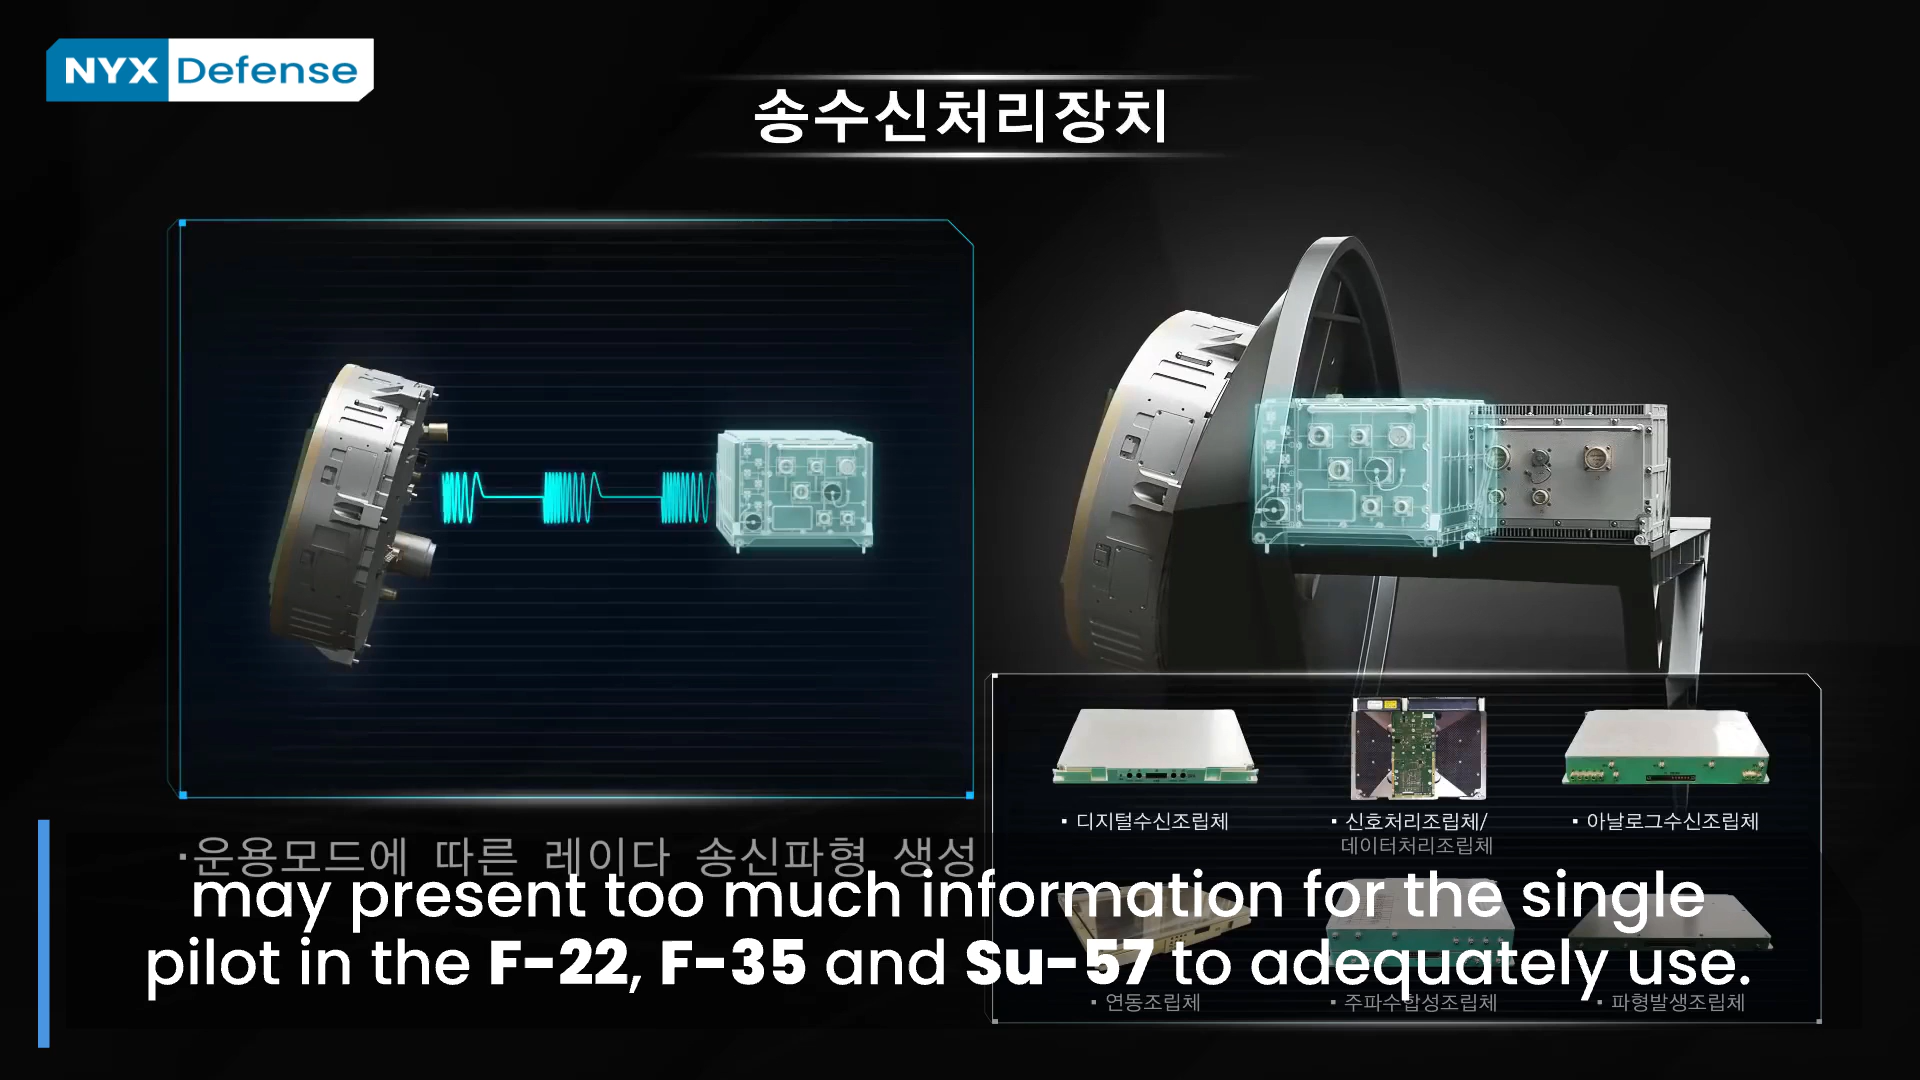 NYX Defense
송수신처리장치
▪ 디지털수신조립체
▪ 신호처리조립체/
데이터처리조립체
▪ 아날로그수신조립체
▪ 연동조립체
▪ 주파수합성조립체
▪ 파형발생조립체
·운용모드에 따른 레이다 송신파형 생성
may present too much information for the single
pilot in the F-22, F-35 and Su-57 to adequately use.